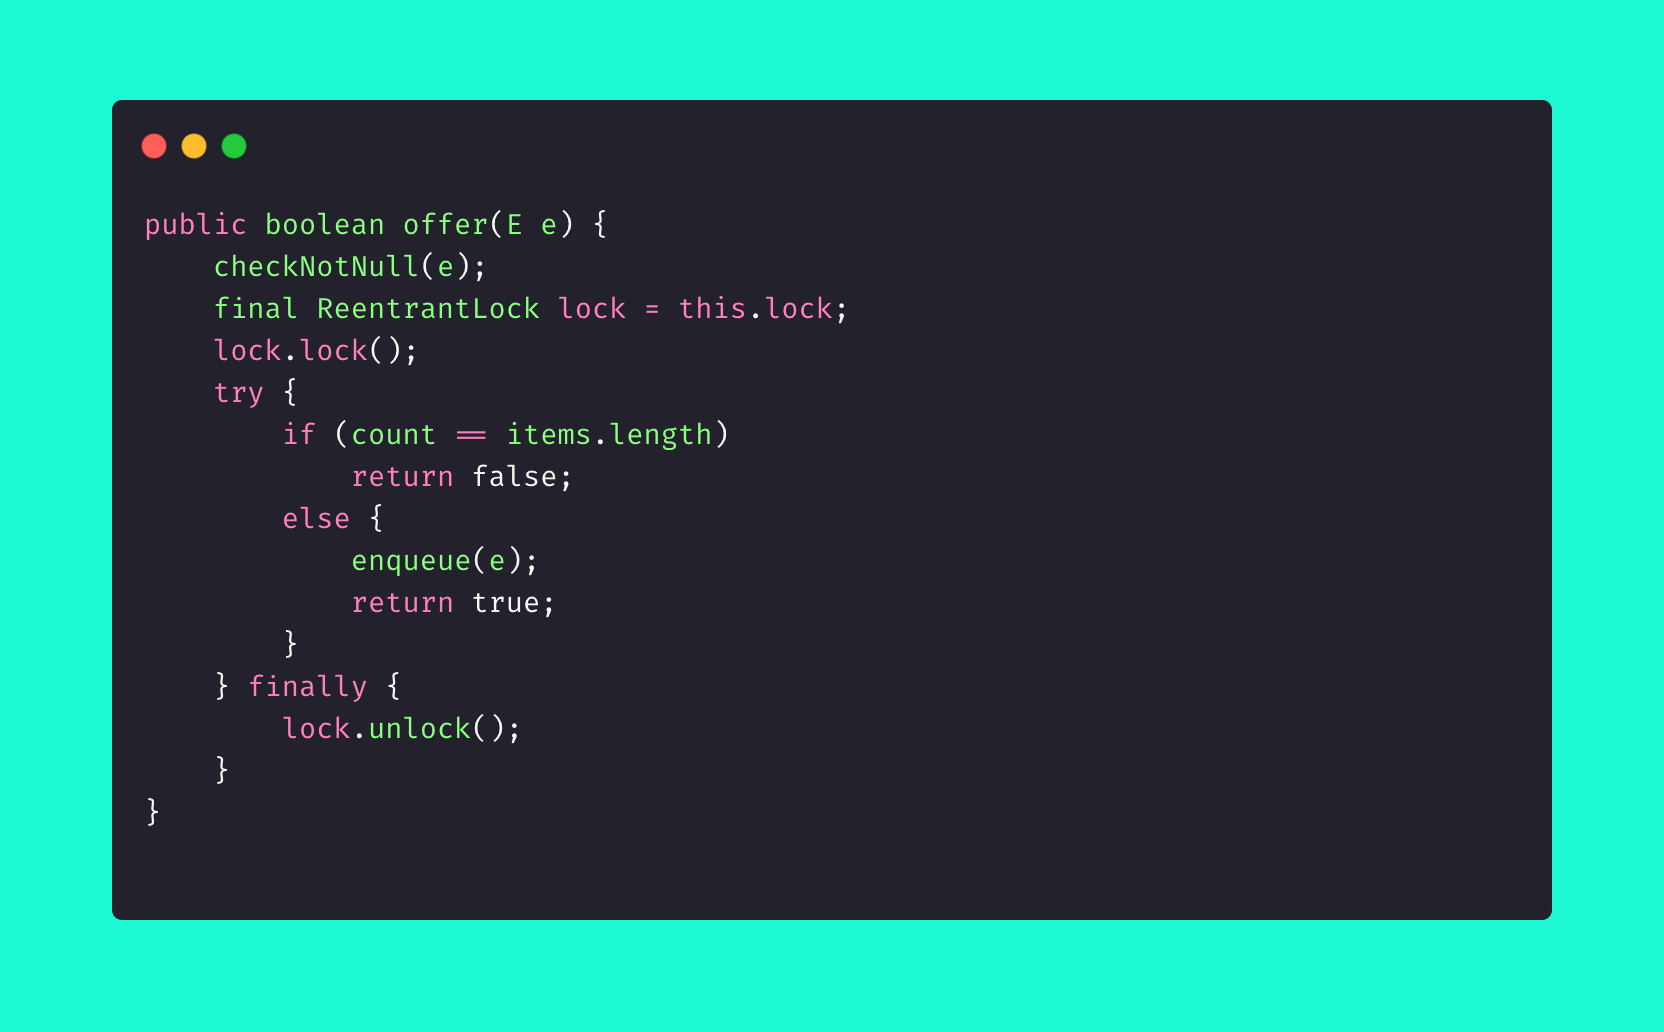 public boolean offer(E e) {
    checkNotNull(e);
    final ReentrantLock lock = this.lock;
    lock.lock();
    try {
        if (count == items.length)
            return false;
        else {
            enqueue(e);
            return true;
        }
    } finally {
        lock.unlock();
    }
}